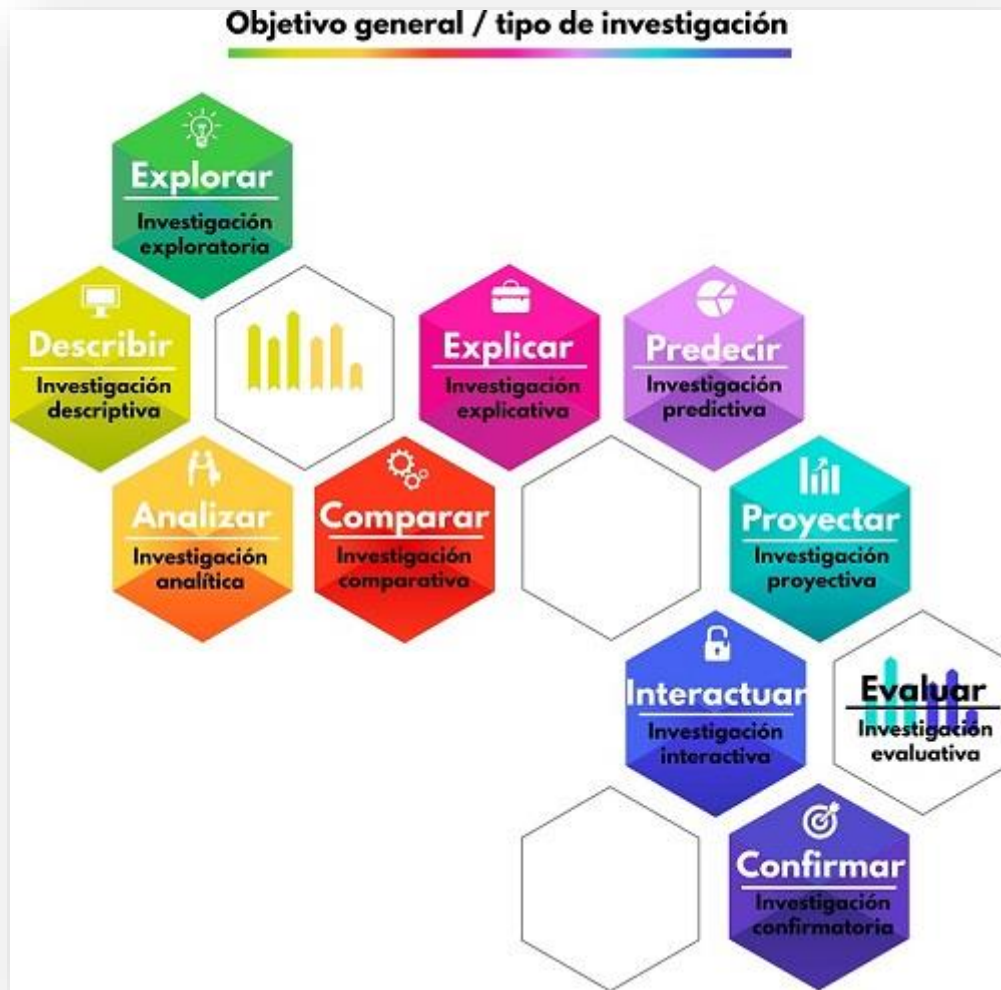 Objetivo general / tipo de investigación
Explorar
Investigación
exploratoria
Describir
Investigación
descriptiva
Explicar
Investigación
explicativa
Predecir
Investigación
predictiva
Analizar
Investigación
analítica
Comparar
Investigación
comparativa
Proyectar
Investigación
proyectiva
Interactuar
Investigación
interactiva
Evaluar
Investigación
evaluativa
Confirmar
Investigación
confirmatoria